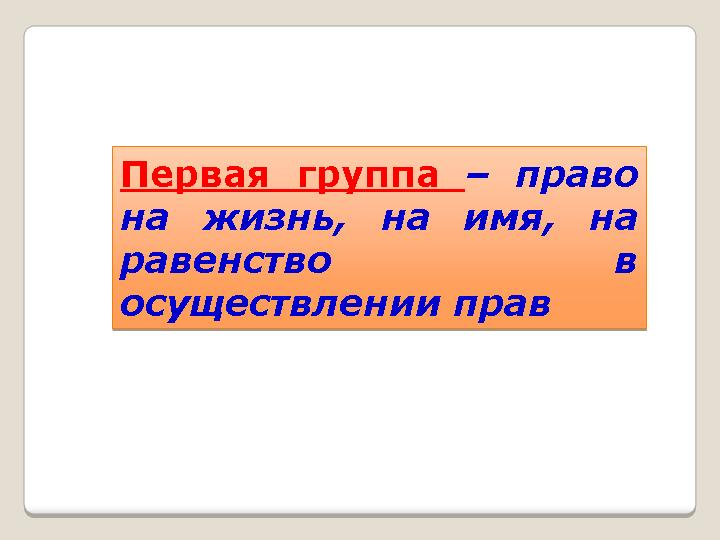 Первая группа – право
на жизнь, на имя, на
равенство в
осуществлении прав